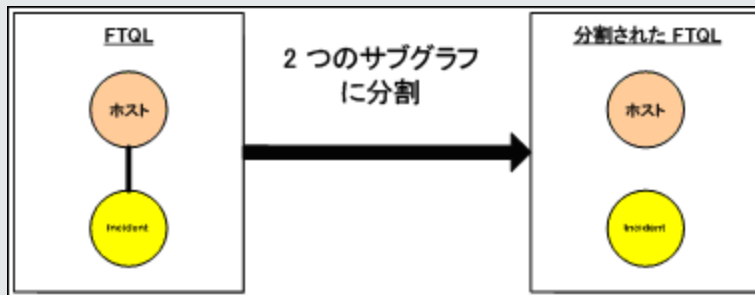 FTQL
ホスト
Incident
2 つのサブグラフ
に分割
分割された FTQL
ホスト
Incident